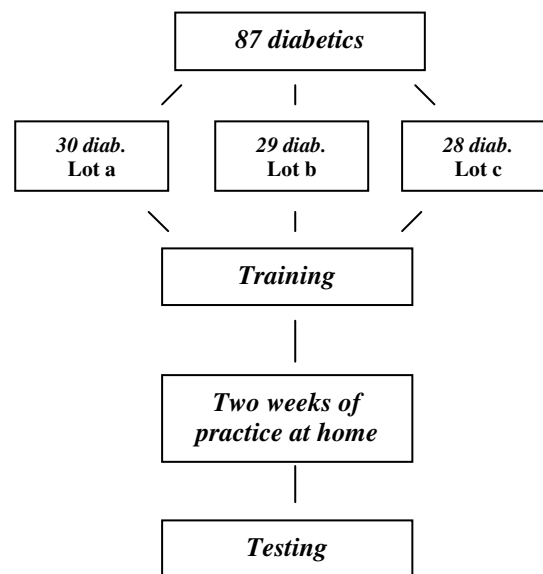 87 diabetics
30 diab.
Lot a
29 diab.
Lot b
28 diab.
Lot c
Training
Two weeks of
practice at home
Testing